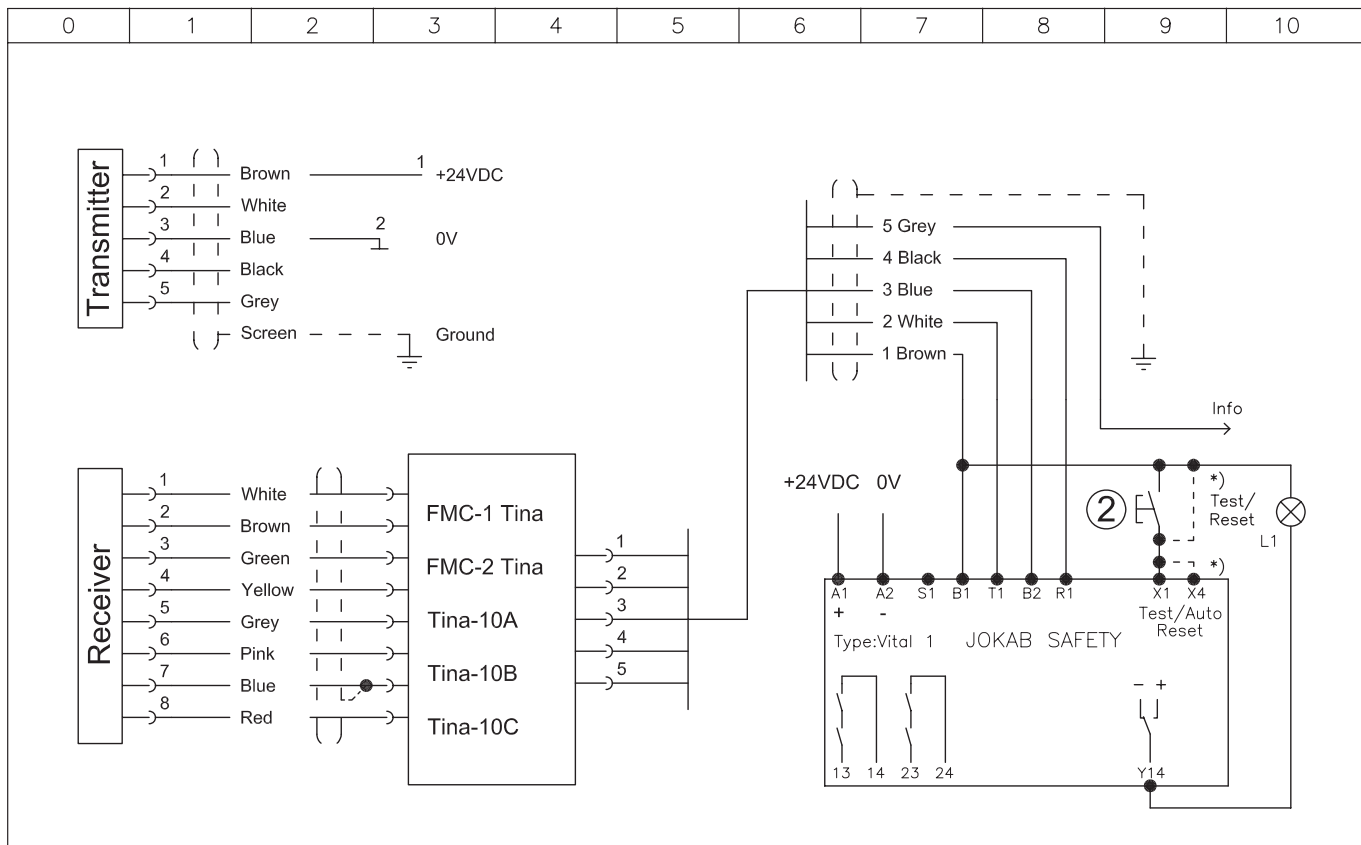 0 1 2 3 4 5 6 7 8 9 10
Transmitter
1 Brown 1 +24VDC
2 White
3 Blue 2 0V
4 Black
5 Grey
Screen Ground
5 Grey
4 Black
3 Blue
2 White
1 Brown
Info
Receiver
1 White
2 Brown
3 Green
4 Yellow
5 Grey
6 Pink
7 Blue
8 Red
FMC-1 Tina
FMC-2 Tina
Tina-10A
Tina-10B
Tina-10C
1
2
3
4
5
+24VDC 0V
2
*)
Test/
Reset
L1
*)
A1 A2 S1 B1 T1 B2 R1 X1 X4
+ -
Test/Auto
Reset
Type:Vital 1 JOKAB SAFETY
- +
13 14 23 24 Y14